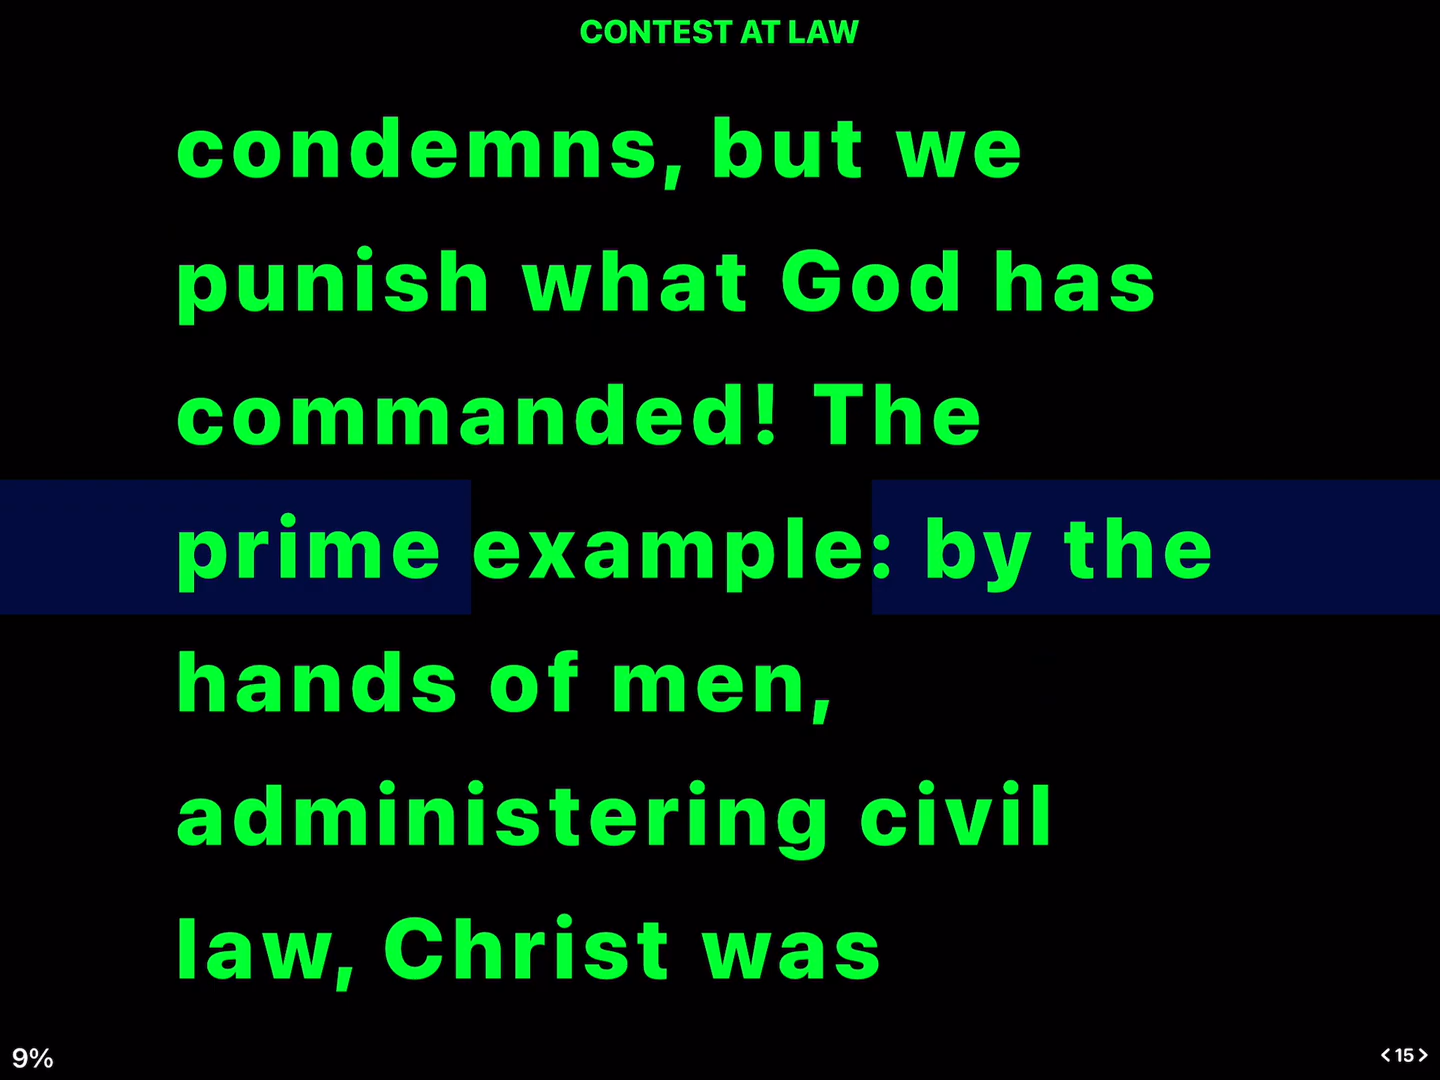 CONTEST AT LAW
condemns, but we
punish what God has
commanded! The
prime example: by the
hands of men,
administering civil
law, Christ was
9%
<15>